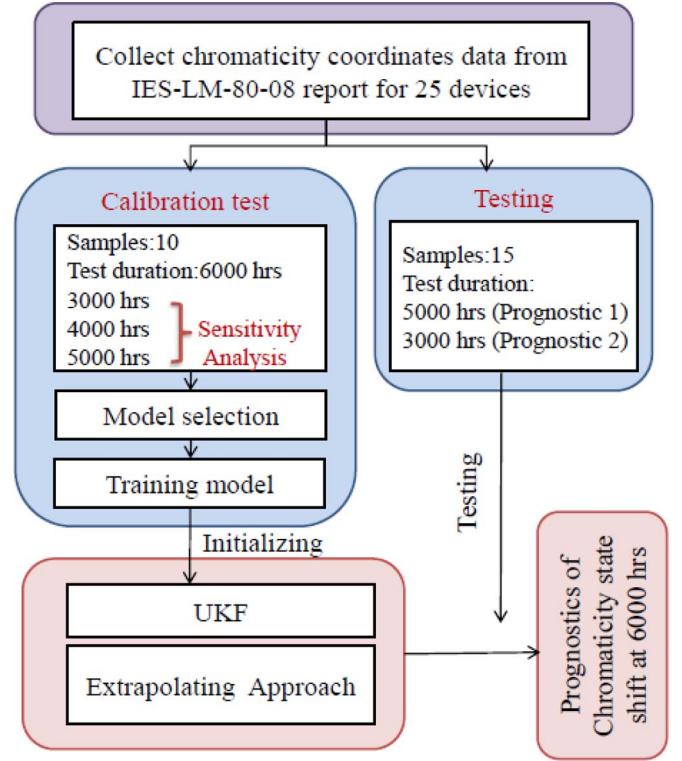 Collect chromaticity coordinates data from
IES-LM-80-08 report for 25 devices
Calibration test
Samples:10
Test duration:6000 hrs
3000 hrs
4000 hrs
5000 hrs
Sensitivity
Analysis
Model selection
Training model
Initializing
UKF
Extrapolating Approach
Testing
Samples:15
Test duration:
5000 hrs (Prognostic 1)
3000 hrs (Prognostic 2)
Testing
Prognostics of
Chromaticity state
shift at 6000 hrs